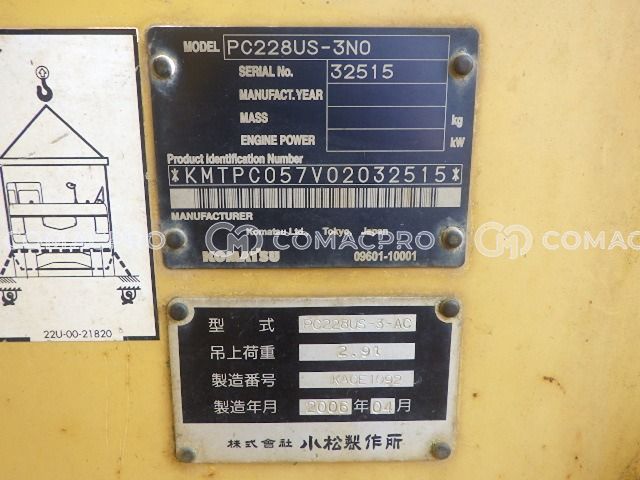 MODEL PC228US-3N0
SERIAL No. 32515
MANUFACT.YEAR
MASS kg
ENGINE POWER kW
Product Identification Number
*KMTPC057V02032515*
MANUFACTURER
Komatsu Ltd. Tokyo Japan
KOMATSU 09601-10001
COMACPRO COMACPRO COMACPRO
22U-00-21820
型式 PC228US-3-AC
吊上荷重 2.9t
製造番号 KACE1092
製造年月 2006年04月
株式會社 小松製作所